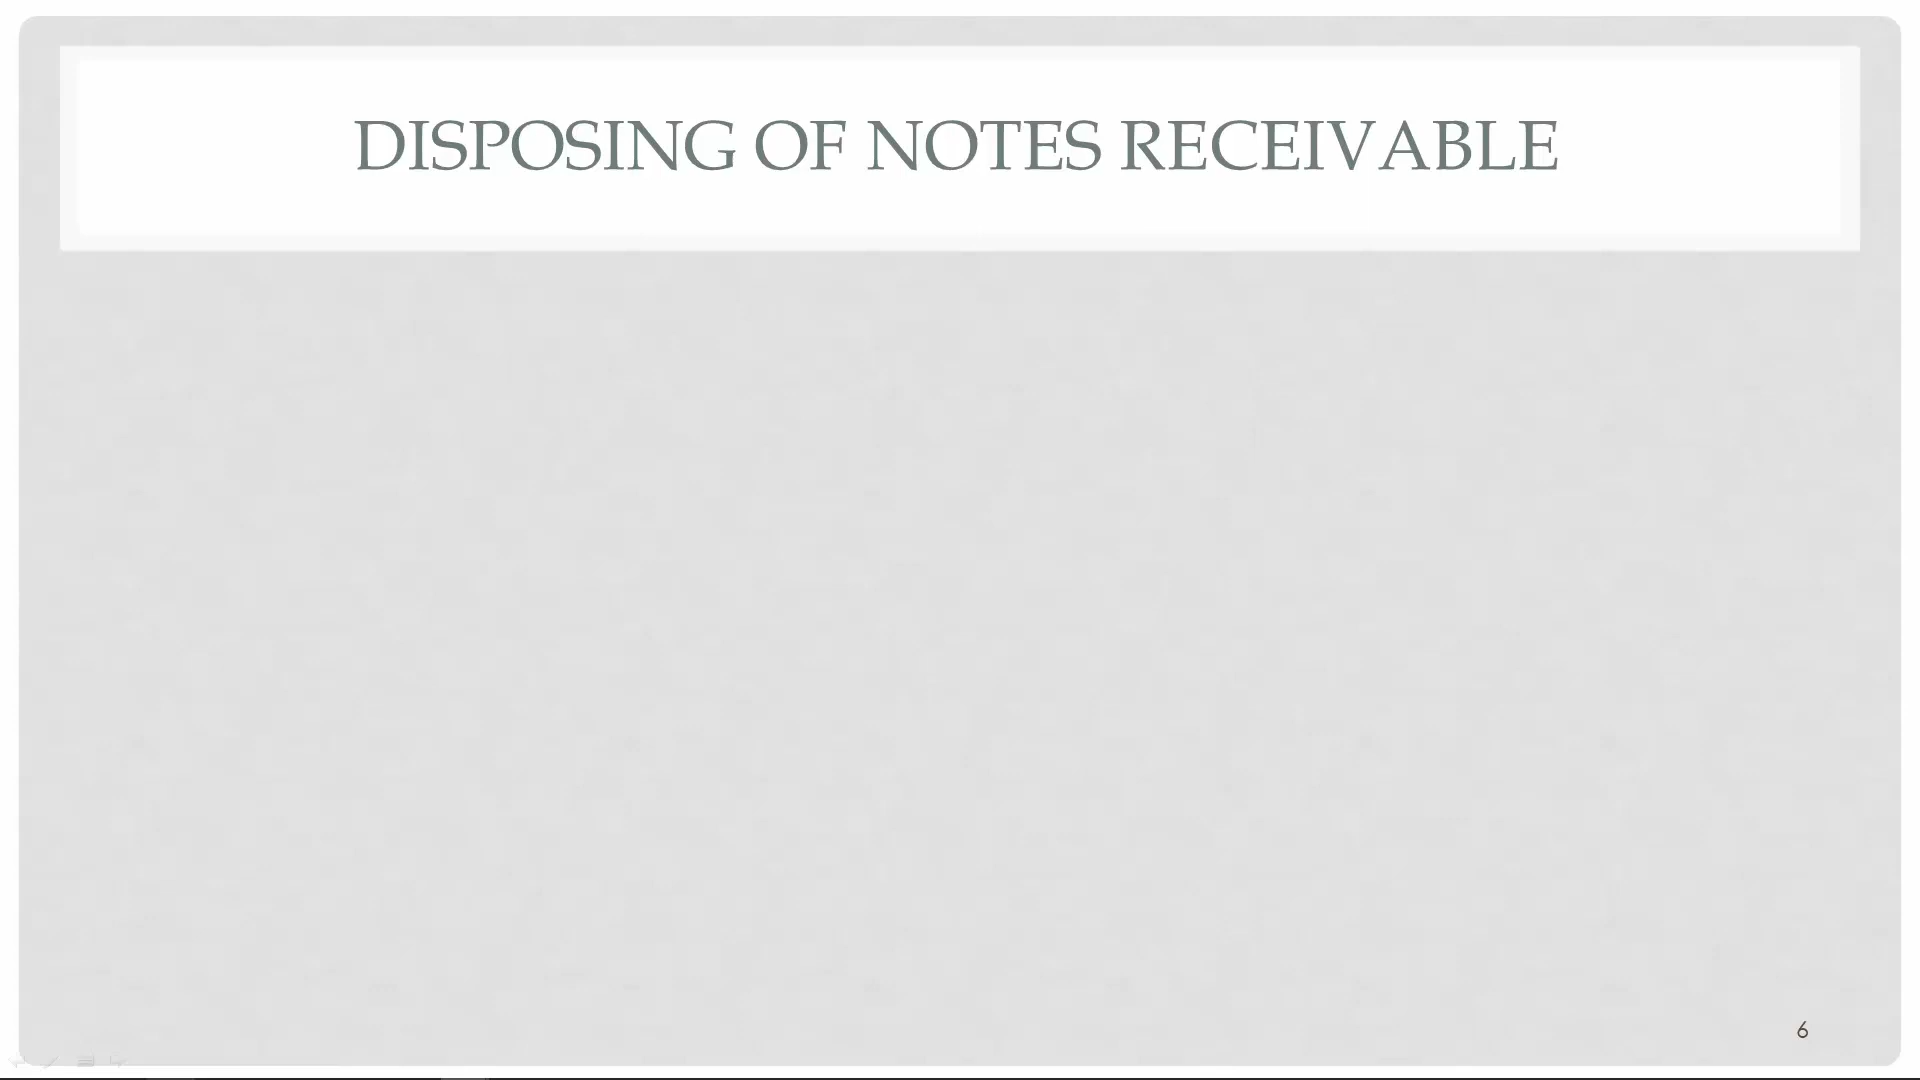 DISPOSING OF NOTES RECEIVABLE
6